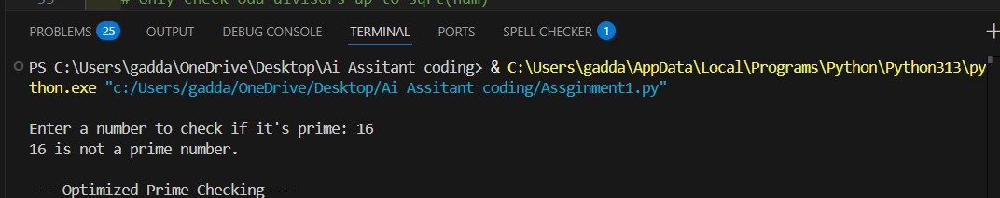 # Only check odd divisors up to sqrt(num)
PROBLEMS 25 OUTPUT DEBUG CONSOLE TERMINAL PORTS SPELL CHECKER 1
PS C:\Users\gadda\OneDrive\Desktop\Ai Assitant coding> & C:\Users\gadda\AppData\Local\Programs\Python\Python313\py
thon.exe "c:/Users/gadda/OneDrive/Desktop/Ai Assitant coding/Assginment1.py"
Enter a number to check if it's prime: 16
16 is not a prime number.
--- Optimized Prime Checking ---